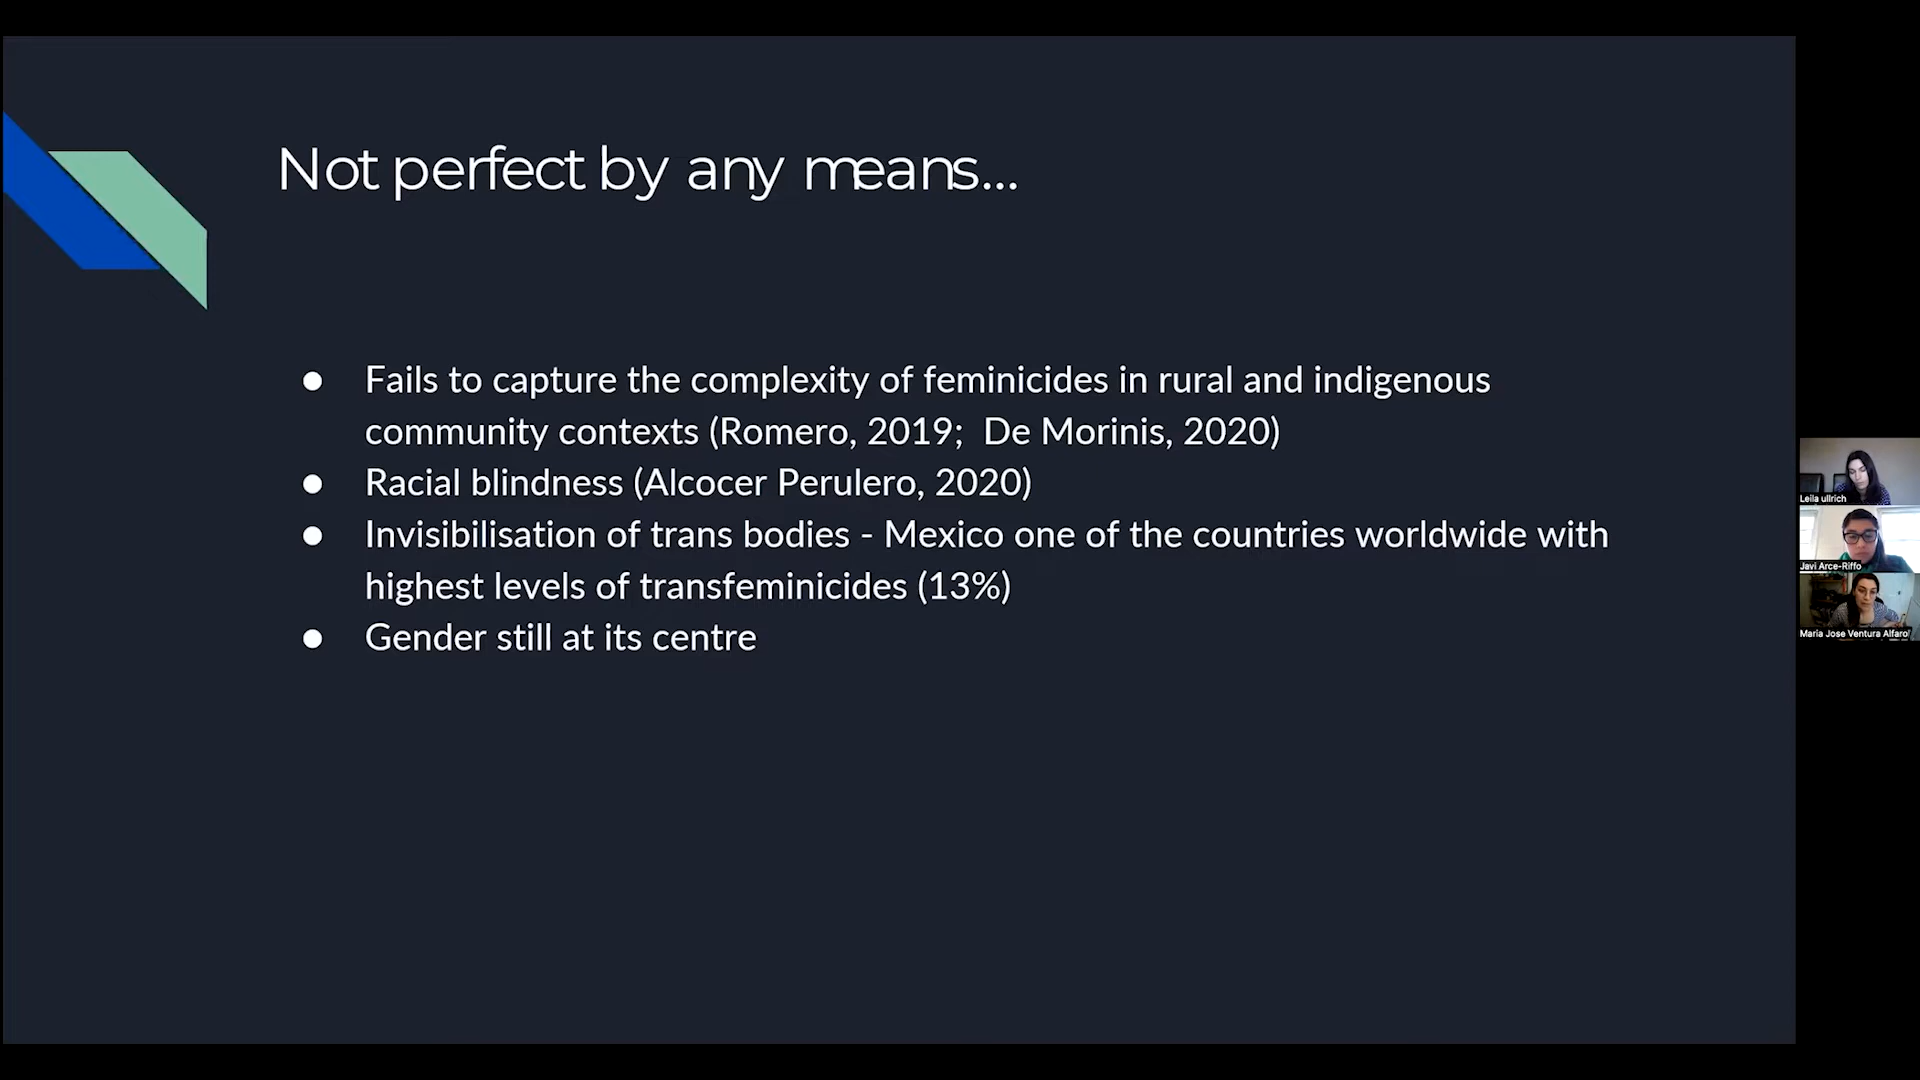 Not perfect by any means...
● Fails to capture the complexity of feminicides in rural and indigenous
community contexts (Romero, 2019;  De Morinis, 2020)
● Racial blindness (Alcocer Perulero, 2020)
● Invisibilisation of trans bodies - Mexico one of the countries worldwide with
highest levels of transfeminicides (13%)
● Gender still at its centre
Leila ullrich
Javi Arce-Riffo
Maria Jose Ventura Alfaro